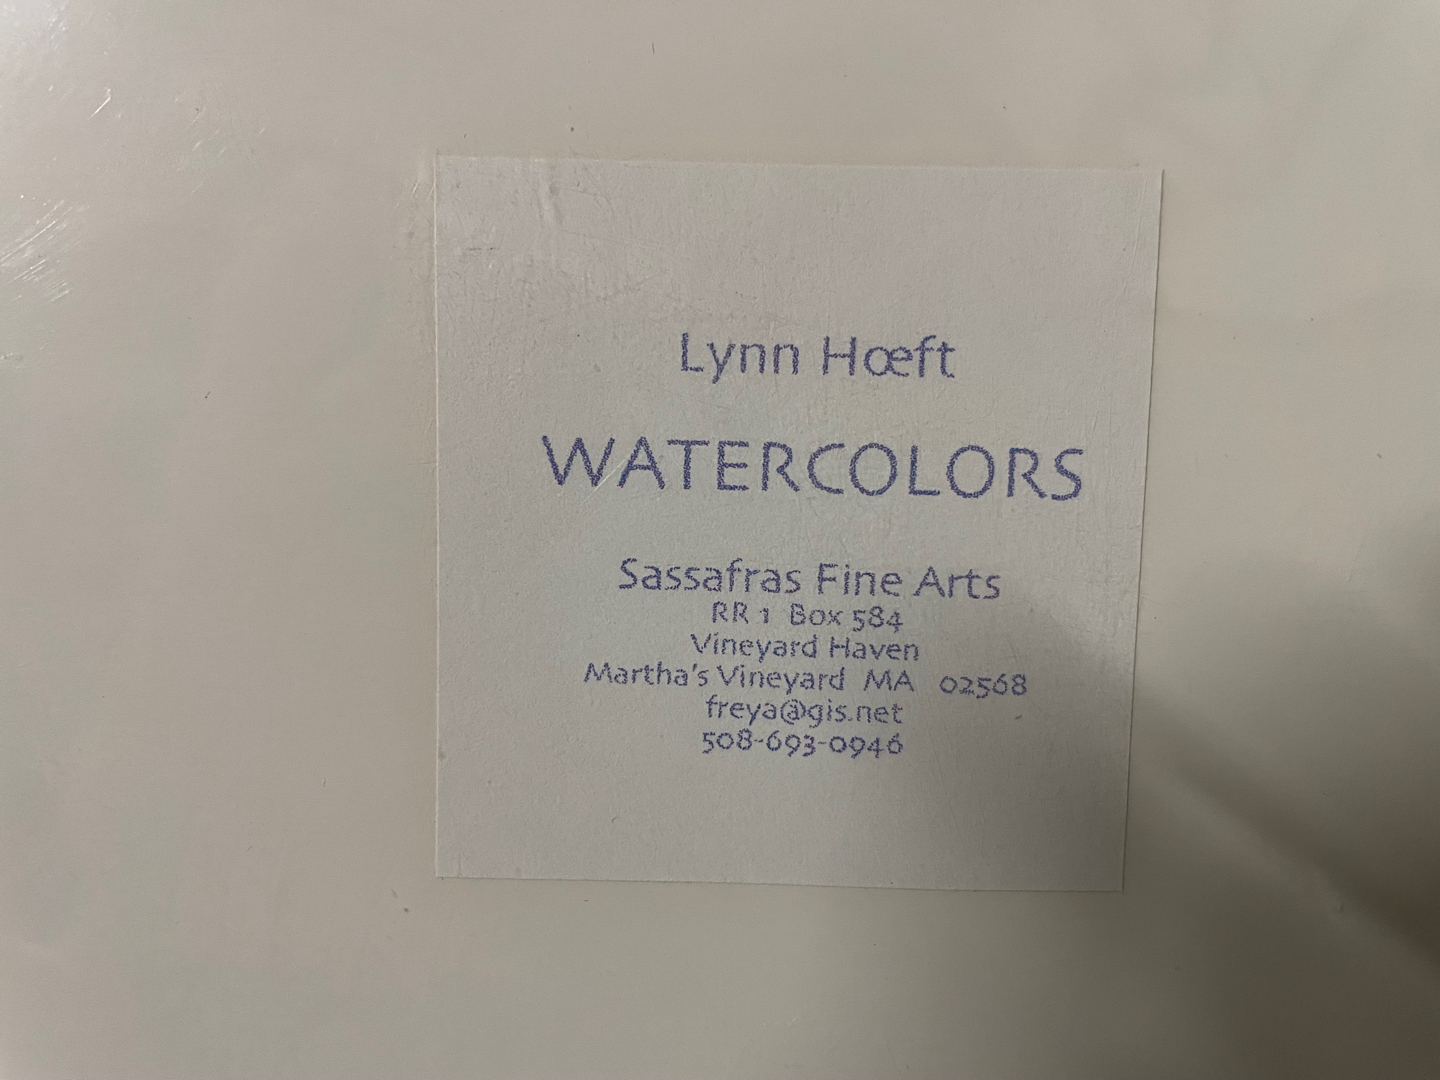 Lynn Hœft
WATERCOLORS
Sassafras Fine Arts
RR 1 Box 584
Vineyard Haven
Martha's Vineyard MA 02568
freya@gis.net
508-693-0946